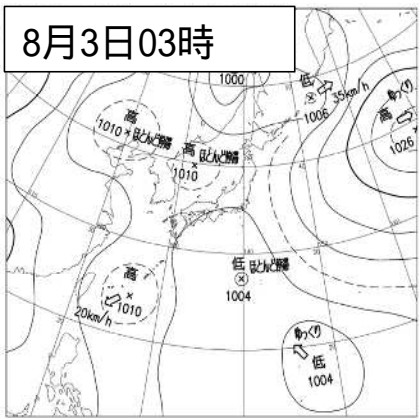 8月3日03時
1000
低
35km/h
1006
ゆっくり
高
1026
高
1010 ほとんど停滞
高 ほとんど停滞
1010
低 ほとんど停滞
1004
高
1010
20km/h
ゆっくり
低
1004